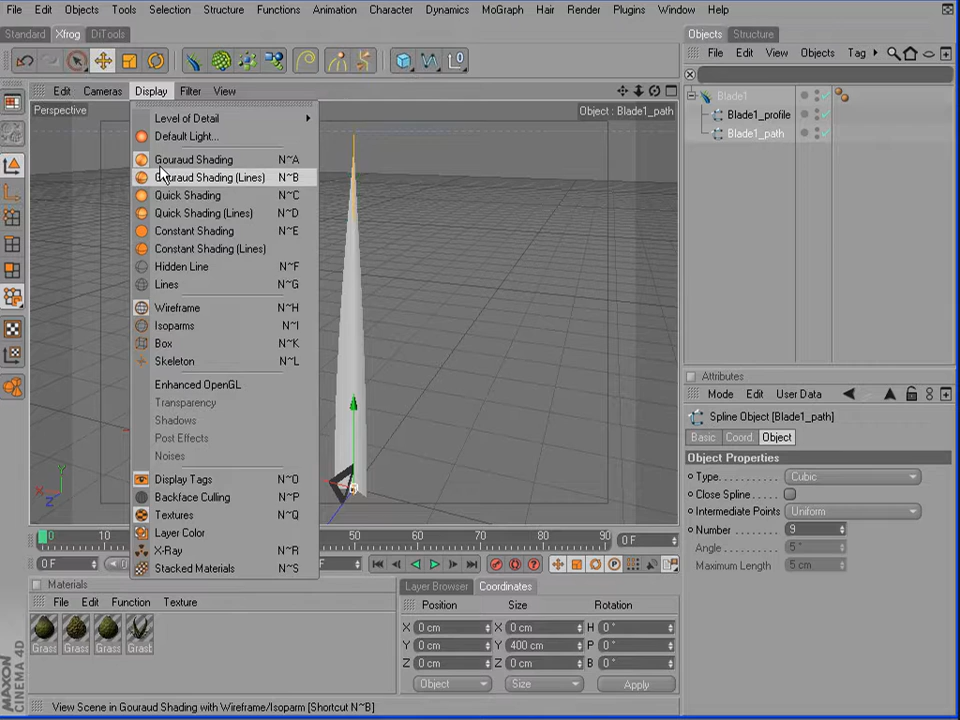 File Edit Objects Tools Selection Structure Functions Animation Character Dynamics MoGraph Hair Render Plugins Window Help
Standard Xfrog DiTools
Objects Structure
File Edit View Objects Tag
Edit Cameras Display Filter View
Perspective
Object : Blade1_path
Level of Detail
Default Light...
Gouraud Shading N~A
Gouraud Shading (Lines) N~B
Quick Shading N~C
Quick Shading (Lines) N~D
Constant Shading N~E
Constant Shading (Lines)
Hidden Line N~F
Lines N~G
Wireframe N~H
Isoparms N~I
Box N~K
Skeleton N~L
Enhanced OpenGL
Transparency
Shadows
Post Effects
Noises
Display Tags N~O
Backface Culling N~P
Textures N~Q
Layer Color
X-Ray N~R
Stacked Materials N~S
Y
X
Z
Blade1
Blade1_profile
Blade1_path
Attributes
Mode Edit User Data
Spline Object [Blade1_path]
Basic Coord. Object
Object Properties
Type . . . Cubic
Close Spline
Intermediate Points Uniform
Number . . 9
Angle . . . 5 °
Maximum Length 5 cm
0 10 50 60 70 80 90 0 F
0 F
Materials
File Edit Function Texture
Grass Grass Grass Grass
Layer Browser Coordinates
Position Size Rotation
X 0 cm X 0 cm H 0 °
Y 0 cm Y 400 cm P 0 °
Z 0 cm Z 0 cm B 0 °
Object Size Apply
MAXON
CINEMA 4D
View Scene in Gouraud Shading with Wireframe/Isoparm [Shortcut N~B]